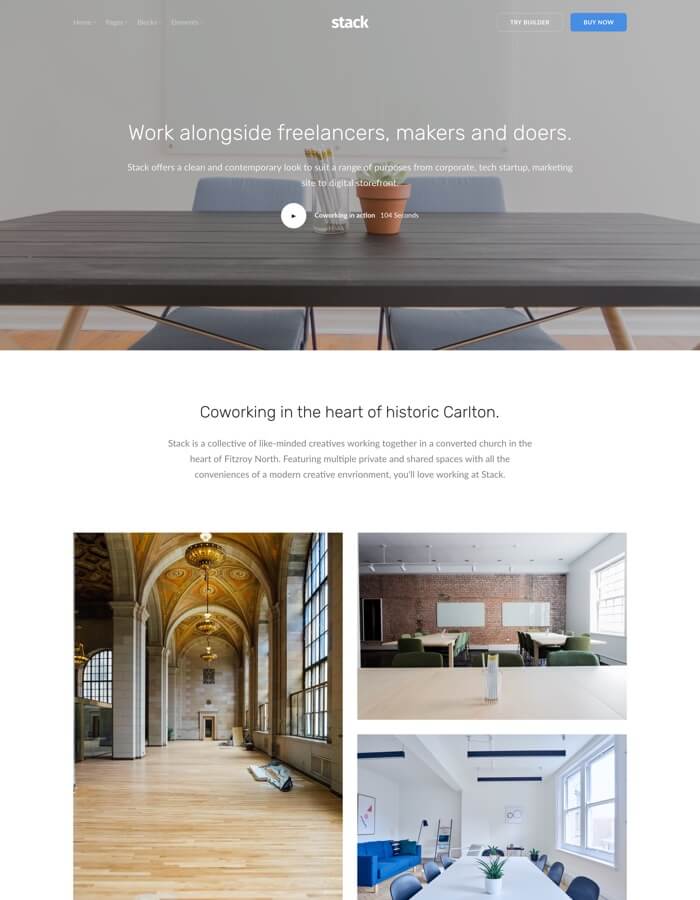 Home
Pages
Blocks
Elements
stack
TRY BUILDER
BUY NOW
Work alongside freelancers, makers and doers.
Stack offers a clean and contemporary look to suit a range of purposes from corporate, tech startup, marketing
site to digital storefront.
Coworking in action 104 Seconds
Coworking in the heart of historic Carlton.
Stack is a collective of like-minded creatives working together in a converted church in the
heart of Fitzroy North. Featuring multiple private and shared spaces with all the
conveniences of a modern creative envrionment, you'll love working at Stack.